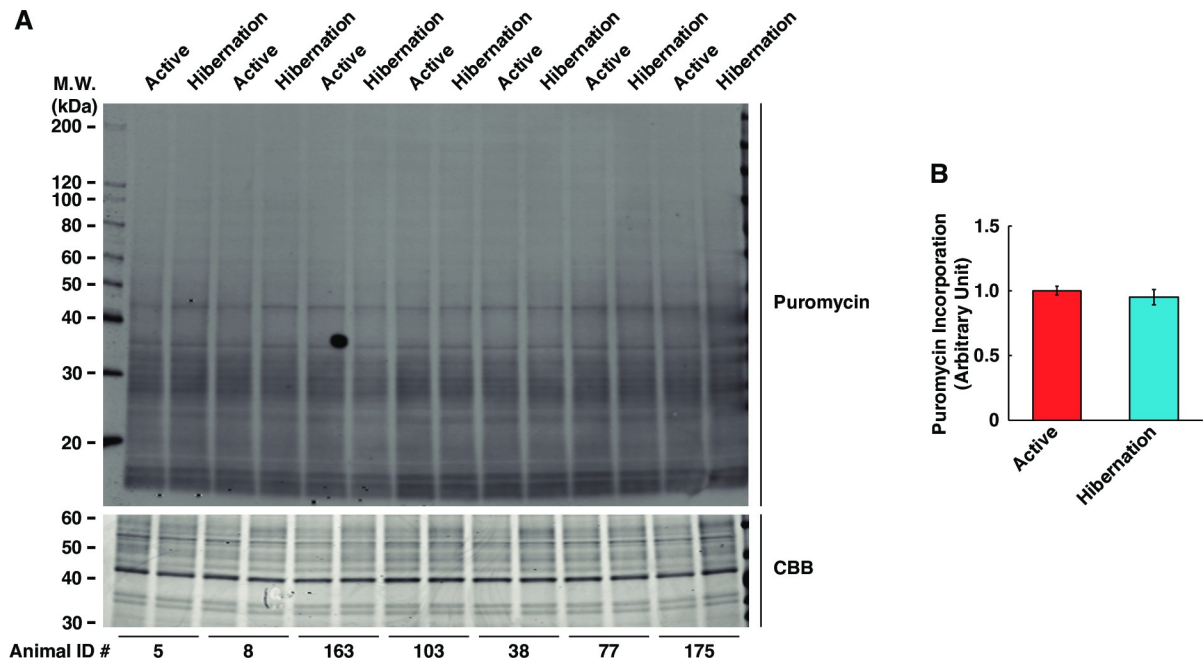 A
Active Hibernation Active Hibernation Active Hibernation Active Hibernation Active Hibernation Active Hibernation Active Hibernation
M.W.
(kDa)
200
120
100
80
60
50
40
30
20
Puromycin
60
50
40
30
CBB
Animal ID # 5 8 163 103 38 77 175
B
Puromycin Incorporation
(Arbitrary Unit)
1.5
1.0
0.5
0
Active
Hibernation